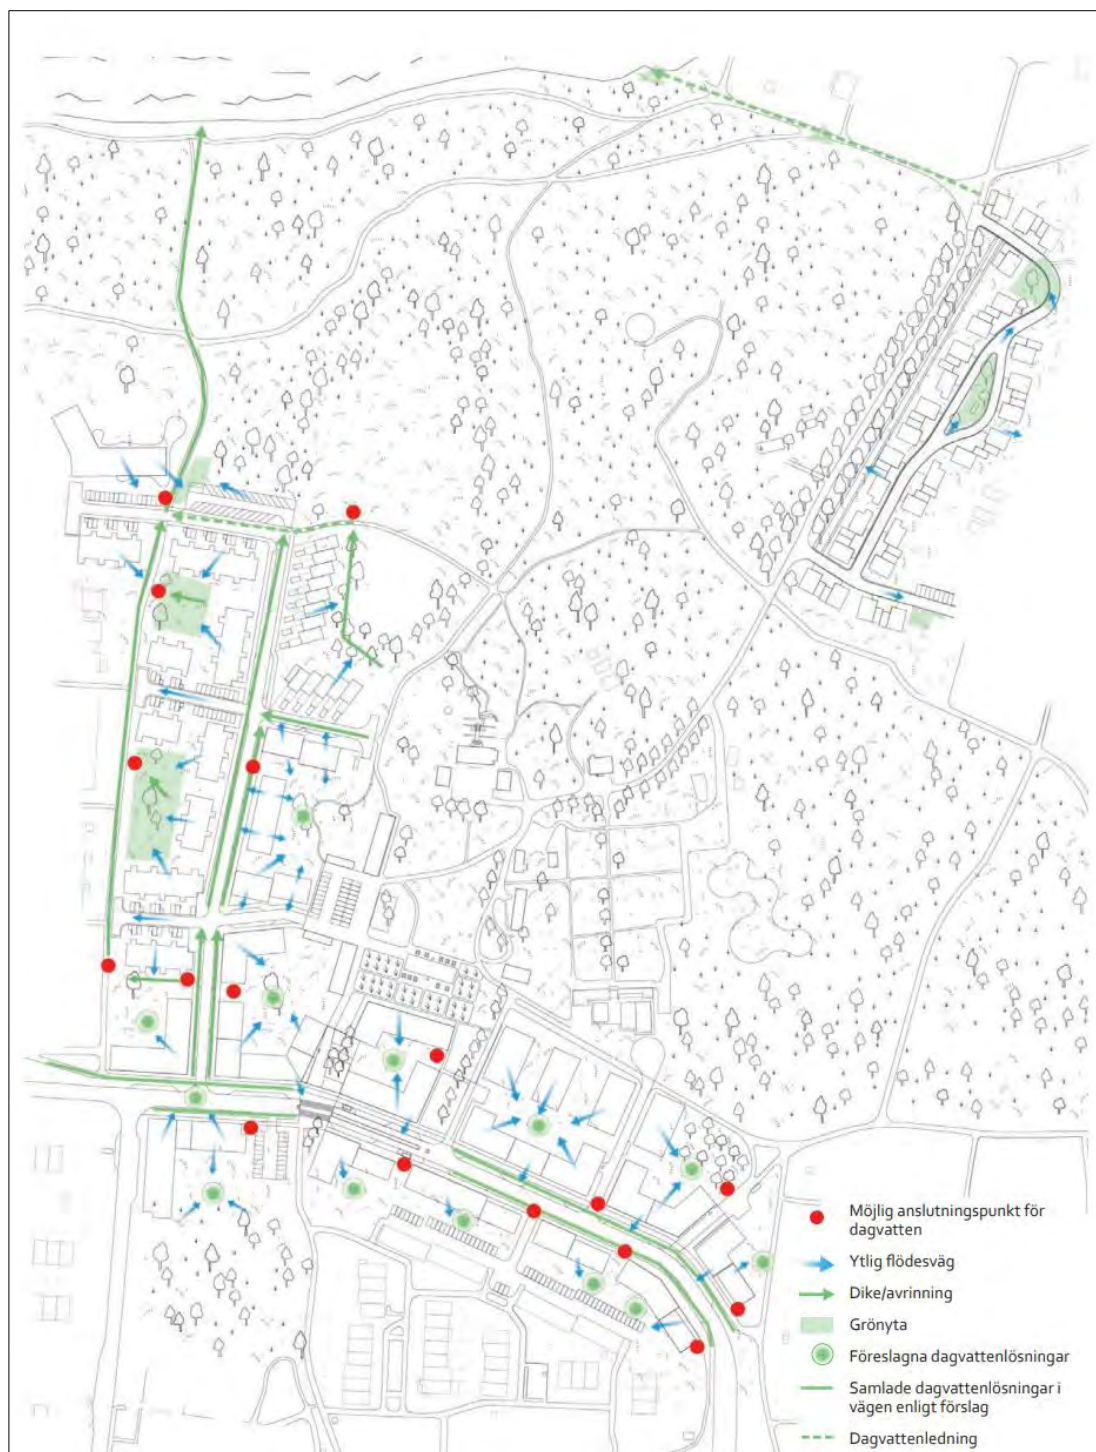 Möjlig anslutningspunkt för
dagvatten
Ytlig flödesväg
Dike/avrinning
Grönyta
Föreslagna dagvattenlösningar
Samlade dagvattenlösningar i
vägen enligt förslag
Dagvattenledning